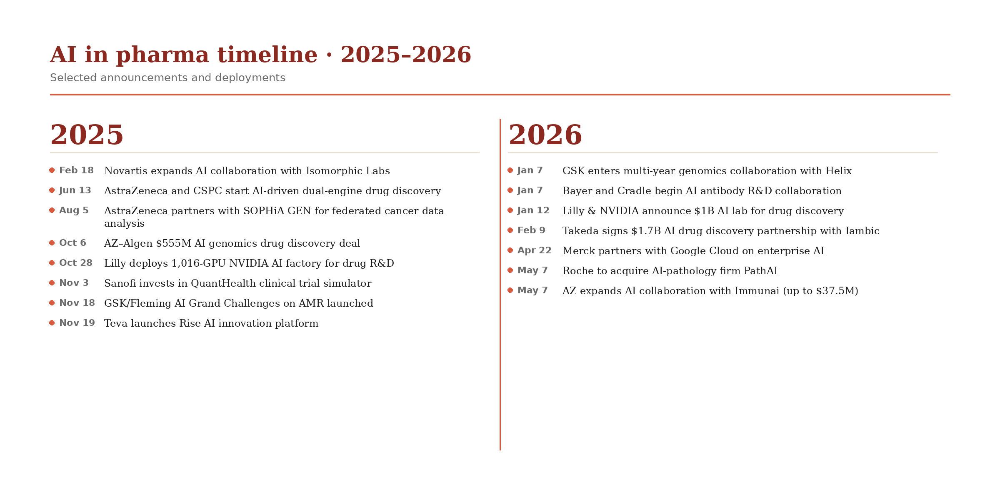 AI in pharma timeline · 2025–2026
Selected announcements and deployments
2025
Feb 18 Novartis expands AI collaboration with Isomorphic Labs
Jun 13 AstraZeneca and CSPC start AI-driven dual-engine drug discovery
Aug 5 AstraZeneca partners with SOPHiA GEN for federated cancer data
analysis
Oct 6 AZ–Algen $555M AI genomics drug discovery deal
Oct 28 Lilly deploys 1,016-GPU NVIDIA AI factory for drug R&D
Nov 3 Sanofi invests in QuantHealth clinical trial simulator
Nov 18 GSK/Fleming AI Grand Challenges on AMR launched
Nov 19 Teva launches Rise AI innovation platform
2026
Jan 7 GSK enters multi-year genomics collaboration with Helix
Jan 7 Bayer and Cradle begin AI antibody R&D collaboration
Jan 12 Lilly & NVIDIA announce $1B AI lab for drug discovery
Feb 9 Takeda signs $1.7B AI drug discovery partnership with Iambic
Apr 22 Merck partners with Google Cloud on enterprise AI
May 7 Roche to acquire AI-pathology firm PathAI
May 7 AZ expands AI collaboration with Immunai (up to $37.5M)